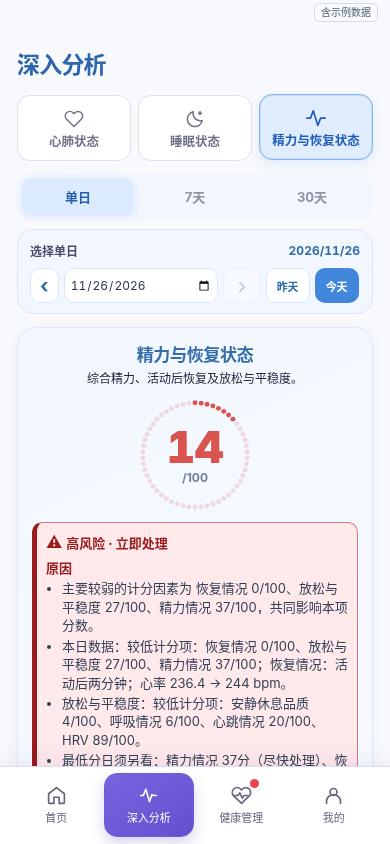 含示例数据
深入分析
心肺状态
睡眠状态
精力与恢复状态
单日
7天
30天
选择单日
2026/11/26
11/26/2026
昨天
今天
精力与恢复状态
综合精力、活动后恢复及放松与平稳度。
14
/100
高风险 · 立即处理
原因
• 主要较弱的计分因素为 恢复情况 0/100、放松与
平稳度 27/100、精力情况 37/100，共同影响本项
分数。
• 本日数据：较低计分项：恢复情况 0/100、放松与
平稳度 27/100、精力情况 37/100；恢复情况：活
动后两分钟；心率 236.4 → 244 bpm。
• 放松与平稳度：较低计分项：安静休息品质
4/100、呼吸情况 6/100、心跳情况 20/100、
HRV 89/100。
• 最低分日须另看：精力情况 37分（尽快处理）、恢
首页
深入分析
健康管理
我的